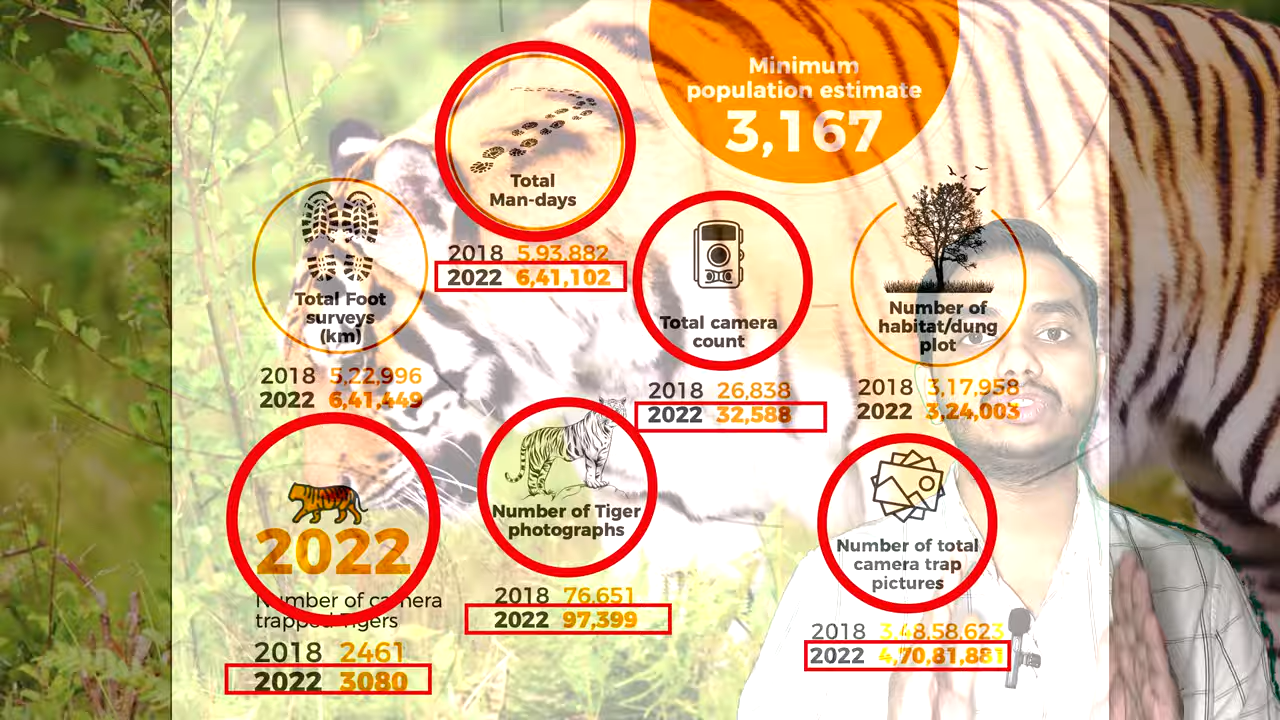 Minimum
population estimate
3,167
Total
Man-days
2018 5,93,882
2022 6,41,102
Total Foot
surveys
(km)
2018 5,22,996
2022 6,41,449
Total camera
count
2018 26,838
2022 32,588
Number of
habitat/dung
plot
2018 3,17,958
2022 3,24,003
2022
Number of camera
trapped Tigers
2018 2461
2022 3080
Number of Tiger
photographs
2018 76,651
2022 97,399
Number of total
camera trap
pictures
2018 3,48,58,623
2022 4,70,81,881